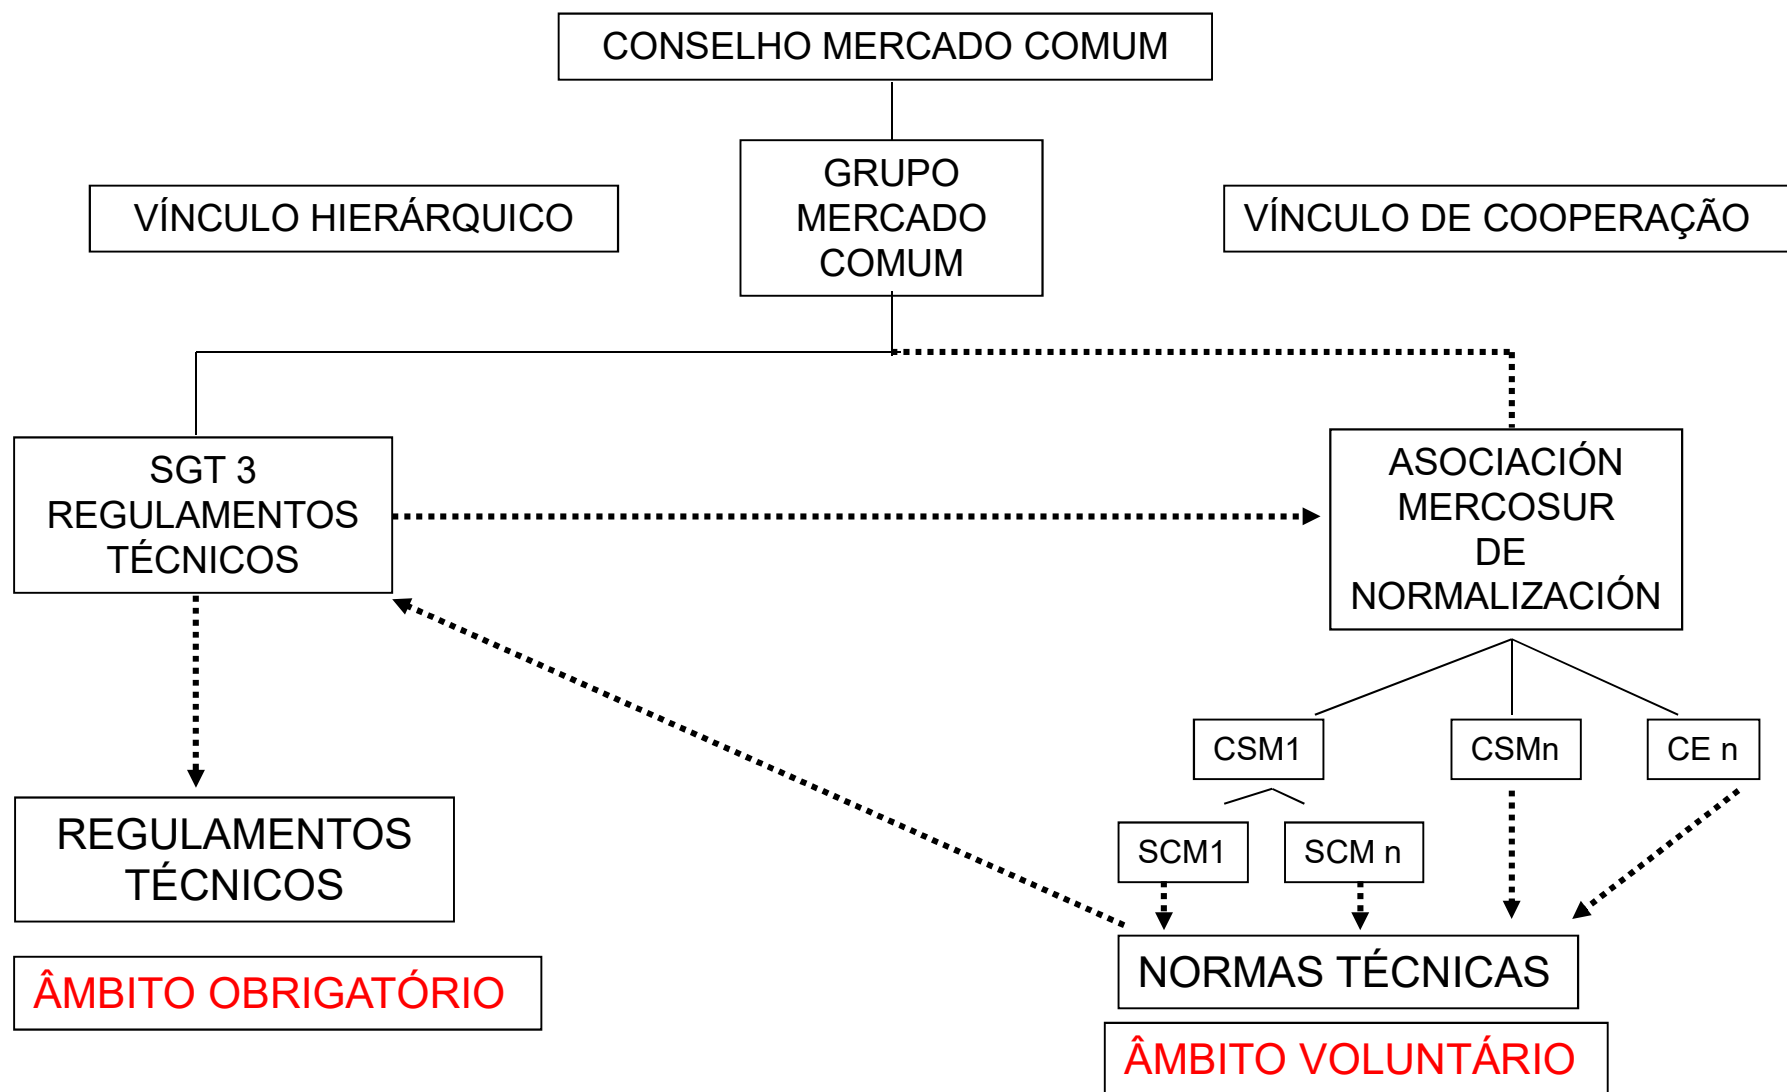 CONSELHO MERCADO COMUM
GRUPO
MERCADO
COMUM
VÍNCULO HIERÁRQUICO
VÍNCULO DE COOPERAÇÃO
SGT 3
REGULAMENTOS
TÉCNICOS
ASOCIACIÓN
MERCOSUR
DE
NORMALIZACIÓN
CSM1
CSMn
CE n
REGULAMENTOS
TÉCNICOS
SCM1
SCM n
NORMAS TÉCNICAS
ÂMBITO OBRIGATÓRIO
ÂMBITO VOLUNTÁRIO